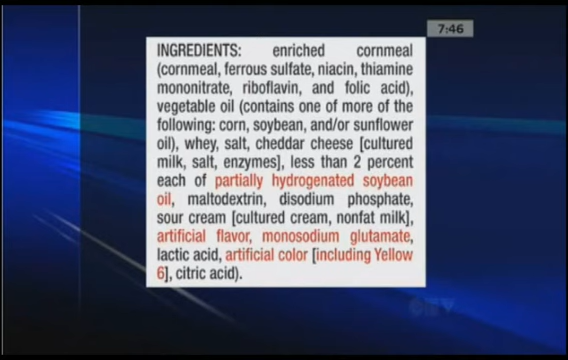 7:46
INGREDIENTS: enriched cornmeal
(cornmeal, ferrous sulfate, niacin, thiamine
mononitrate, riboflavin, and folic acid),
vegetable oil (contains one of more of the
following: corn, soybean, and/or sunflower
oil), whey, salt, cheddar cheese [cultured
milk, salt, enzymes], less than 2 percent
each of partially hydrogenated soybean
oil, maltodextrin, disodium phosphate,
sour cream [cultured cream, nonfat milk],
artificial flavor, monosodium glutamate,
lactic acid, artificial color [including Yellow
6], citric acid).
CTV